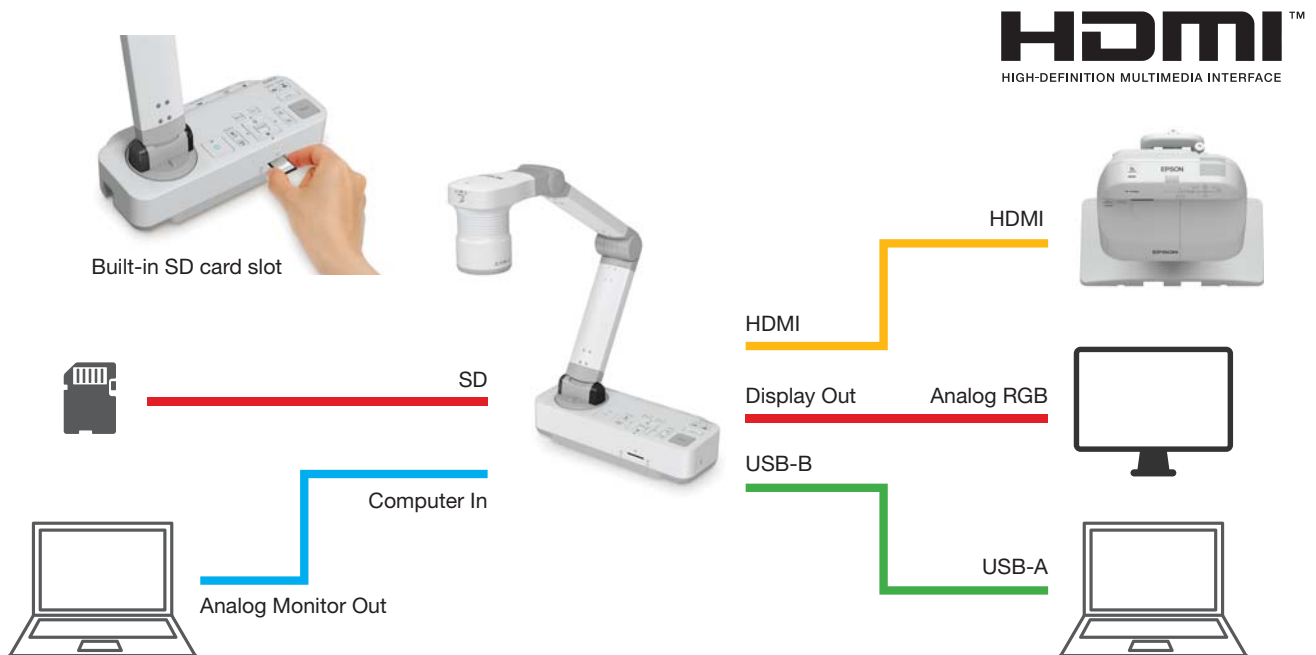 HDMI™
HIGH-DEFINITION MULTIMEDIA INTERFACE
Built-in SD card slot
EPSON
EPSON
HDMI
HDMI
SD
Display Out
Analog RGB
USB-B
Computer In
USB-A
Analog Monitor Out